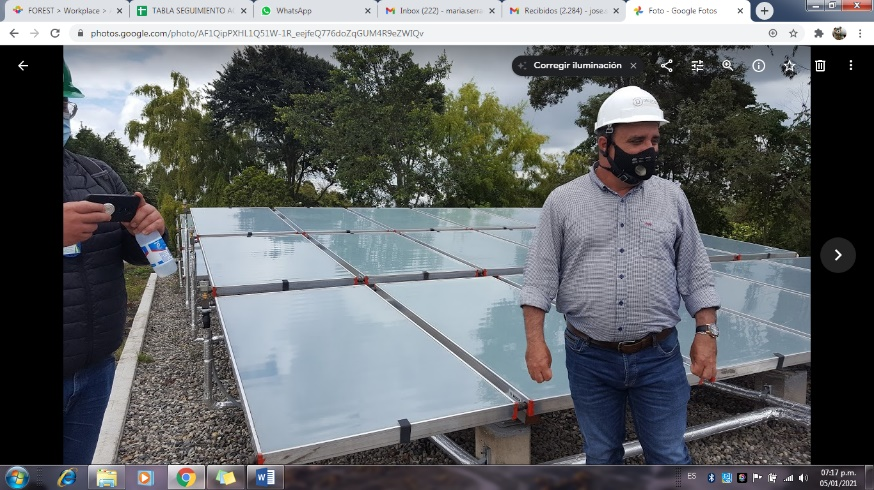 FOREST > Workplace >
TABLA SEGUIMIENTO A
WhatsApp
Inbox (222) - maria.serra
Recibidos (2.284) - jose.
Foto - Google Fotos
photos.google.com/photo/AF1QipPXHL1Q51W-1R_eejfeQ776doZqGUM4R9eZWIQv
Corregir iluminación
ES
07:17 p.m.
05/01/2021